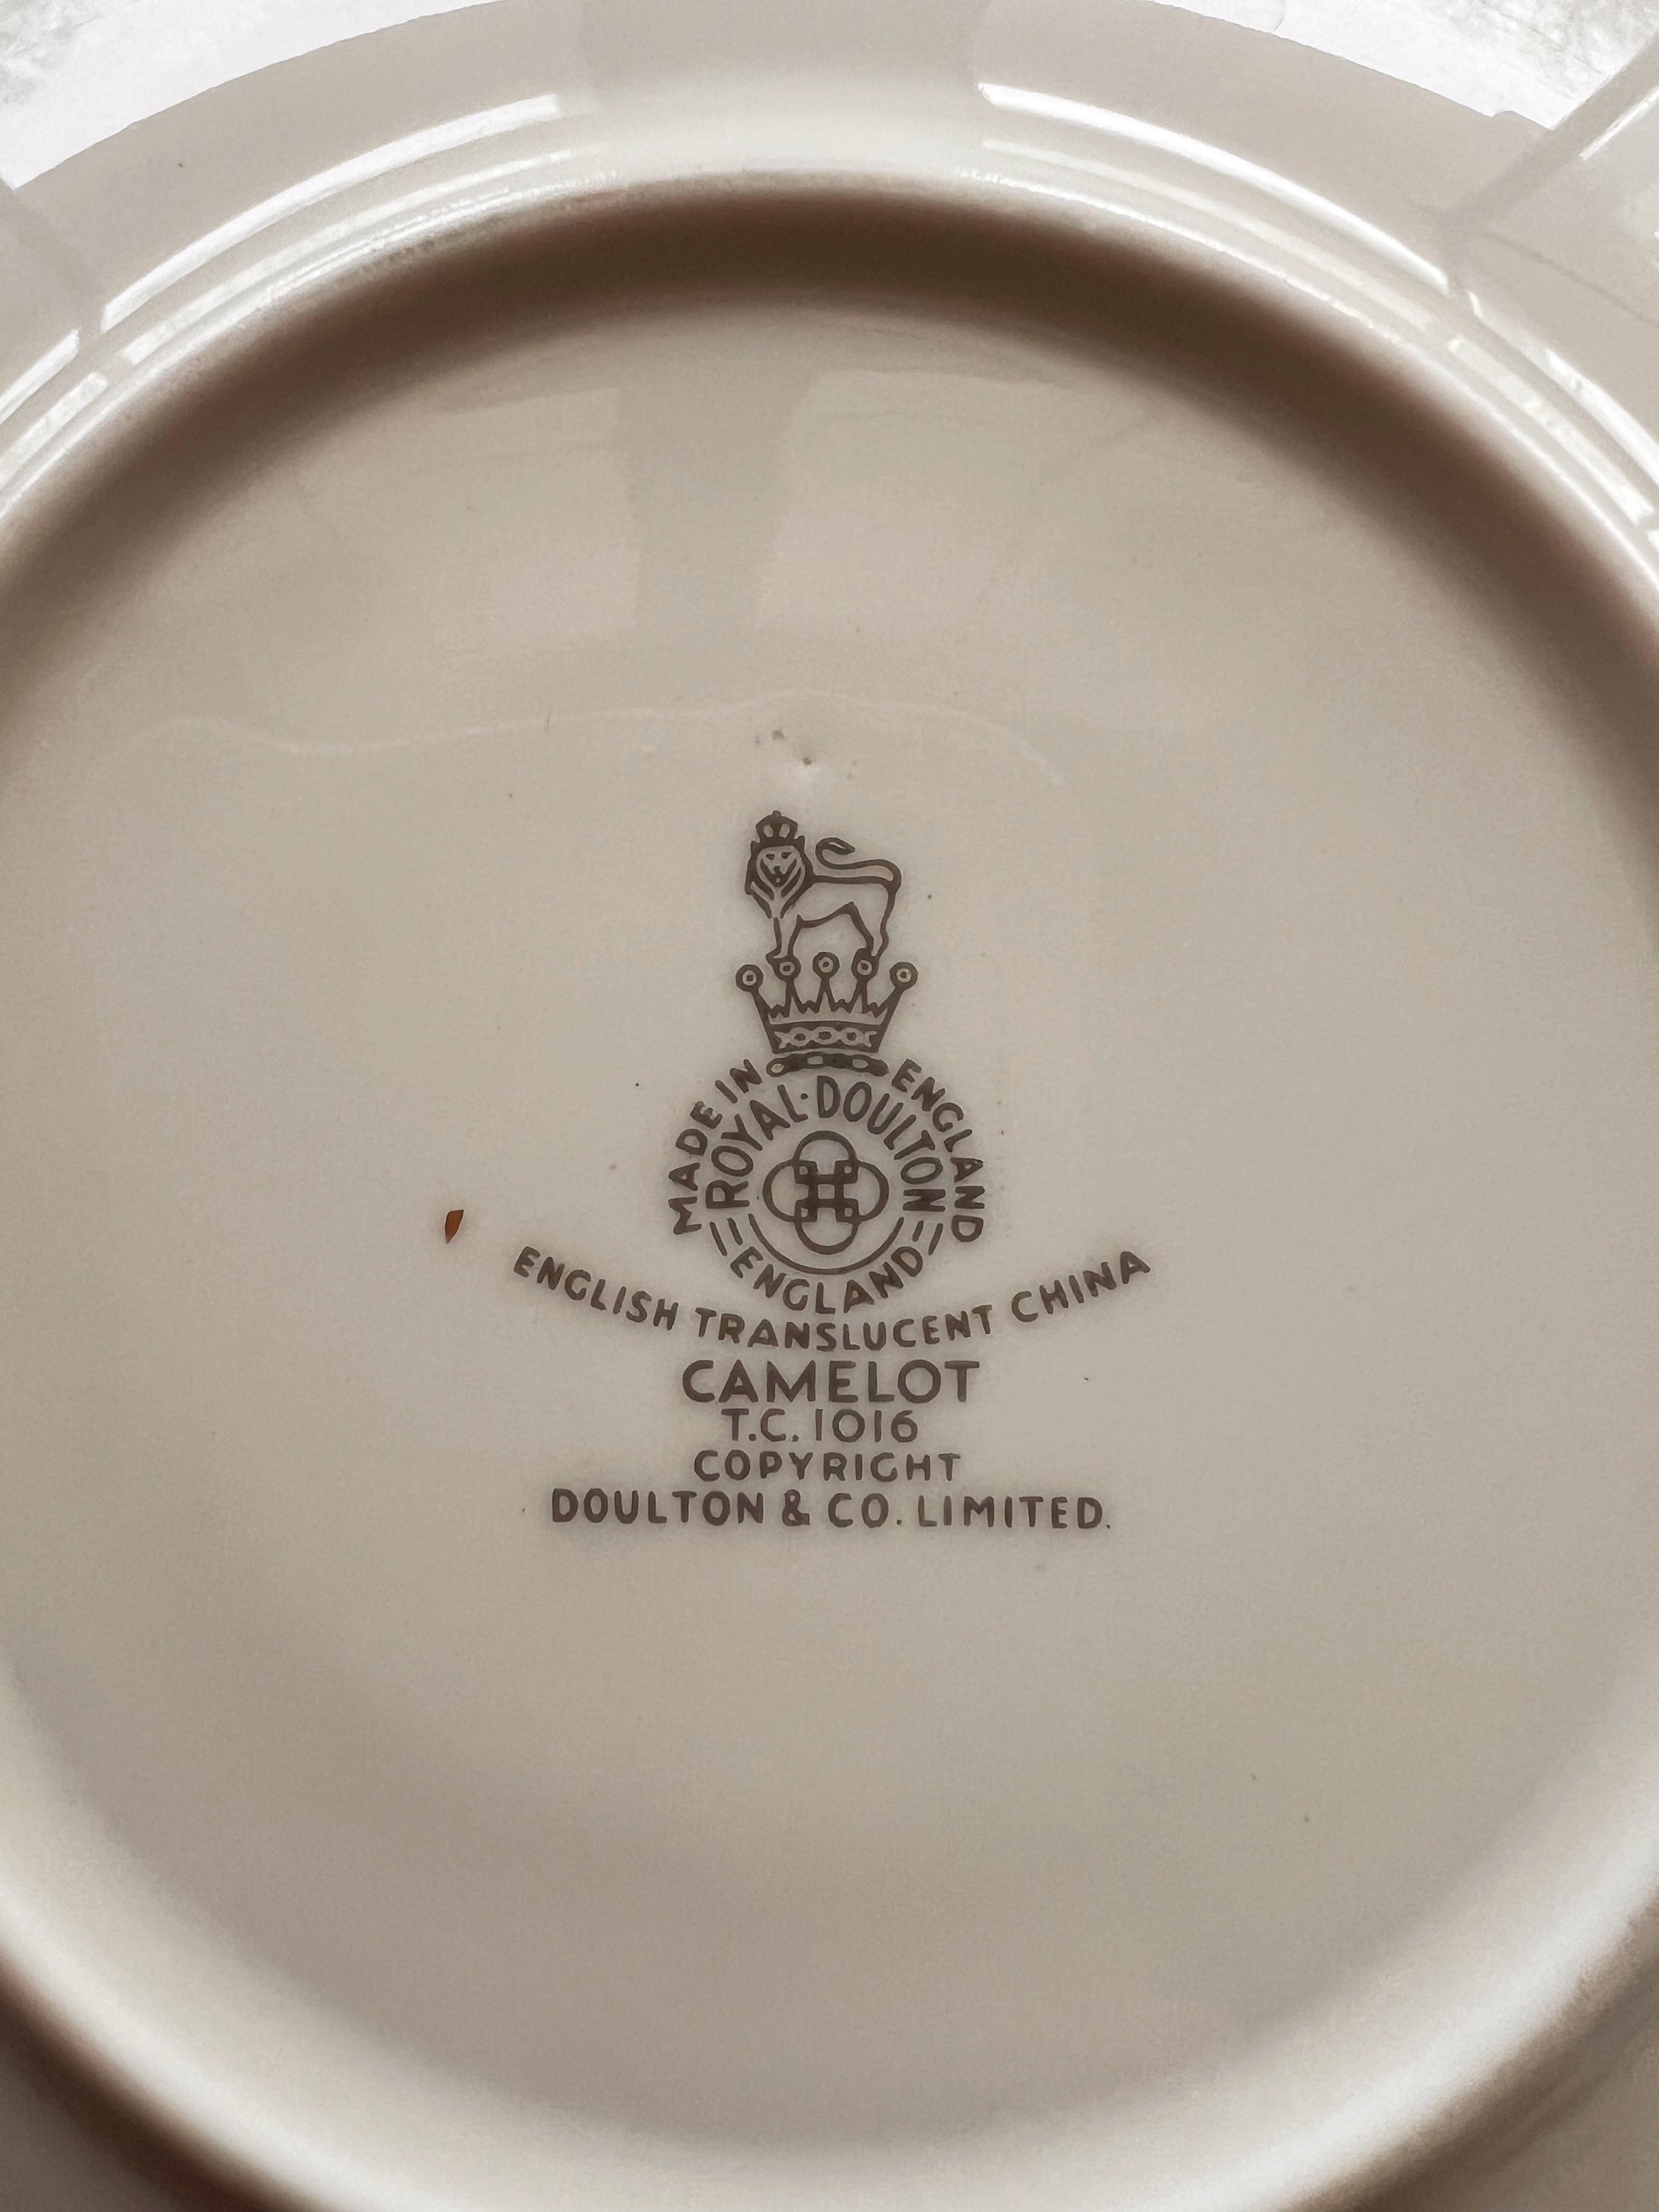 MADE IN ENGLAND
ROYAL·DOULTON
ENGLAND
ENGLISH TRANSLUCENT CHINA
CAMELOT
T.C. 1016
COPYRIGHT
DOULTON & CO. LIMITED.